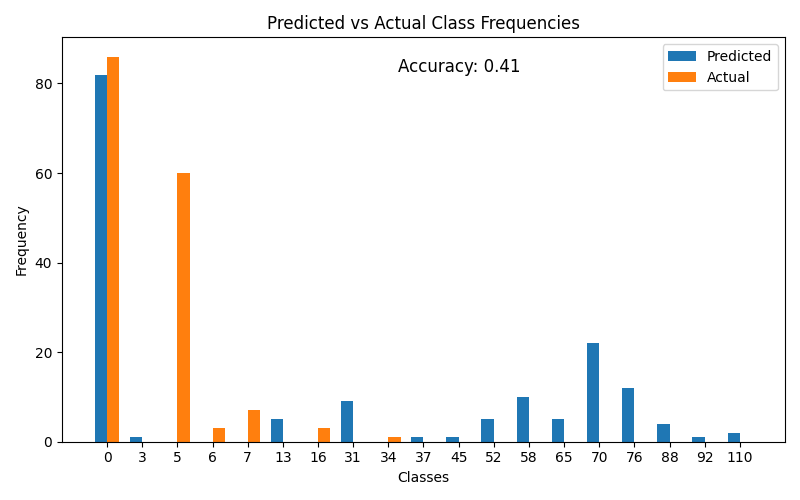 Predicted vs Actual Class Frequencies
Accuracy: 0.41
Predicted
Actual
Frequency
80
60
40
20
0
0 3 5 6 7 13 16 31 34 37 45 52 58 65 70 76 88 92 110
Classes